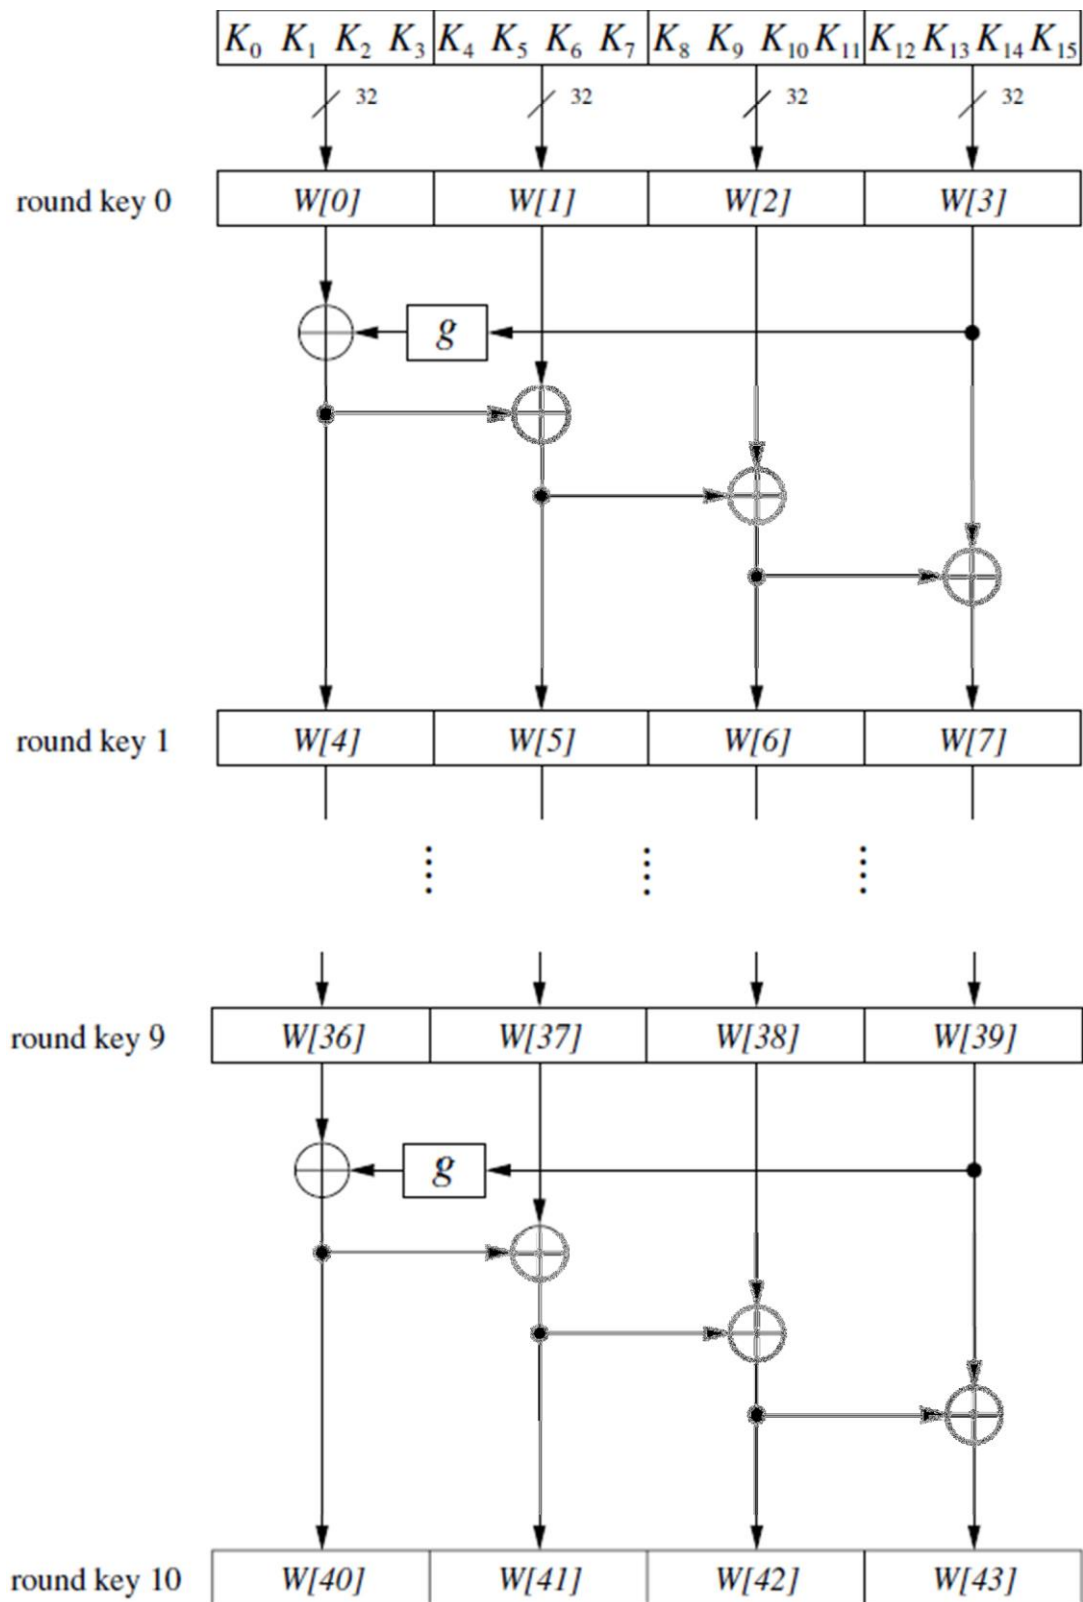 K₀ K₁ K₂ K₃ K₄ K₅ K₆ K₇ K₈ K₉ K₁₀ K₁₁ K₁₂ K₁₃ K₁₄ K₁₅
32 32 32 32
round key 0 W[0] W[1] W[2] W[3]
g
round key 1 W[4] W[5] W[6] W[7]
round key 9 W[36] W[37] W[38] W[39]
g
round key 10 W[40] W[41] W[42] W[43]